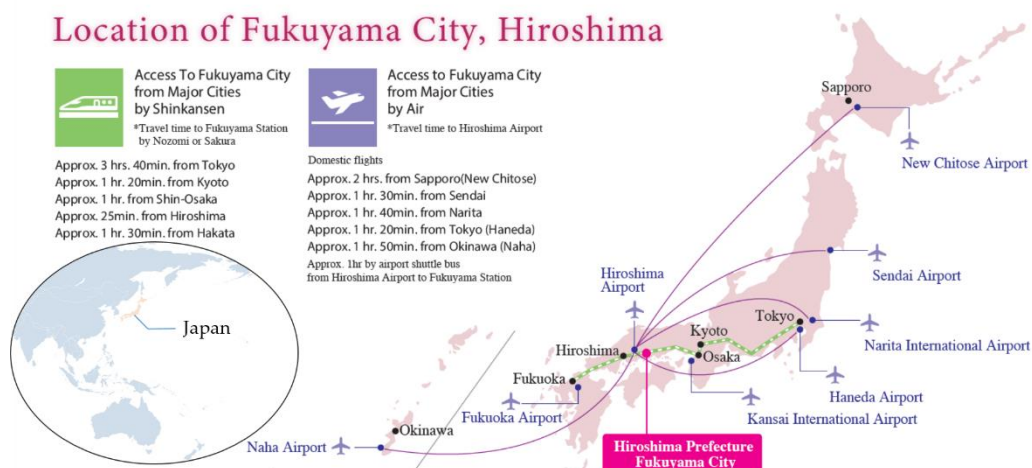 Location of Fukuyama City, Hiroshima
Access To Fukuyama City
from Major Cities
by Shinkansen
*Travel time to Fukuyama Station
by Nozomi or Sakura
Approx. 3 hrs. 40min. from Tokyo
Approx. 1 hr. 20min. from Kyoto
Approx. 1 hr. from Shin-Osaka
Approx. 25min. from Hiroshima
Approx. 1 hr. 30min. from Hakata
Access to Fukuyama City
from Major Cities
by Air
*Travel time to Hiroshima Airport
Domestic flights
Approx. 2 hrs. from Sapporo(New Chitose)
Approx. 1 hr. 30min. from Sendai
Approx. 1 hr. 40min. from Narita
Approx. 1 hr. 20min. from Tokyo (Haneda)
Approx. 1 hr. 50min. from Okinawa (Naha)
Approx. 1hr by airport shuttle bus
from Hiroshima Airport to Fukuyama Station
Japan
Sapporo
New Chitose Airport
Sendai Airport
Hiroshima
Airport
Tokyo
Kyoto
Narita International Airport
Hiroshima
Osaka
Fukuoka
Haneda Airport
Fukuoka Airport
Kansai International Airport
Okinawa
Naha Airport
Hiroshima Prefecture
Fukuyama City